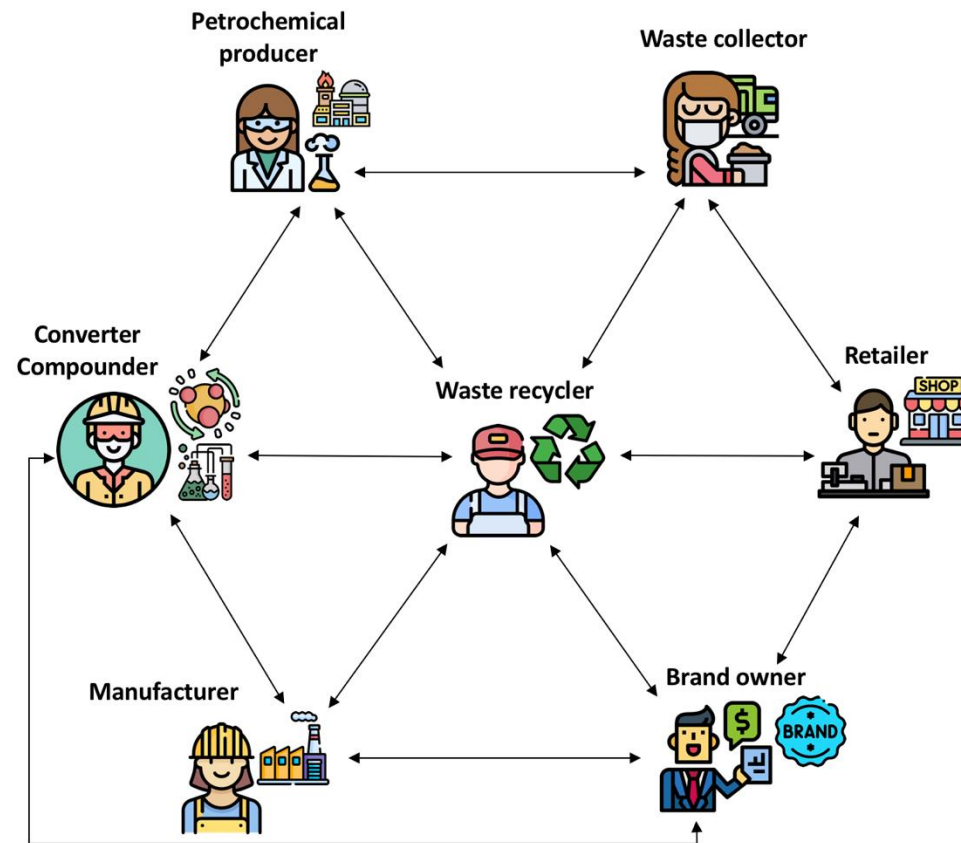 Petrochemical
producer
Waste collector
Converter
Compounder
Waste recycler
Retailer
SHOP
Manufacturer
Brand owner
$
BRAND